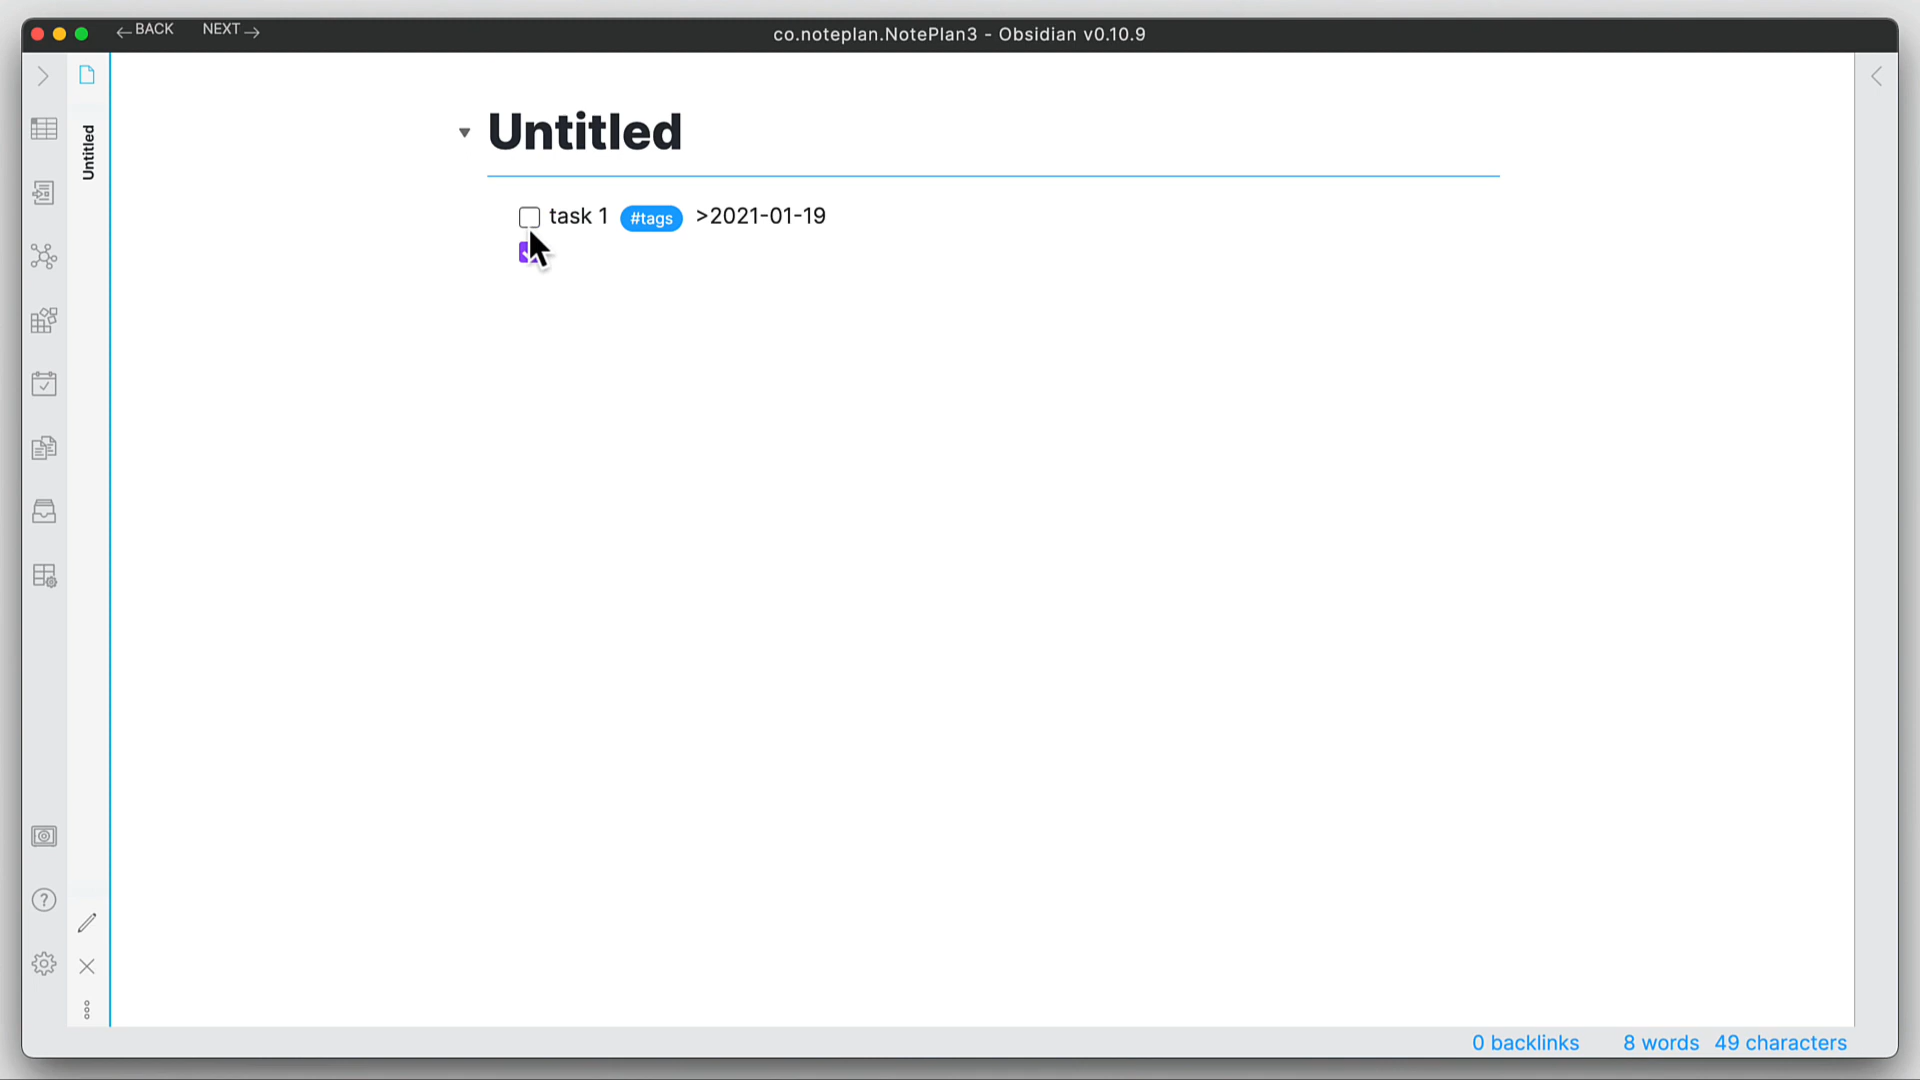 ← BACK NEXT →
co.noteplan.NotePlan3 - Obsidian v0.10.9
Untitled
Untitled
task 1 #tags >2021-01-19
0 backlinks 8 words 49 characters